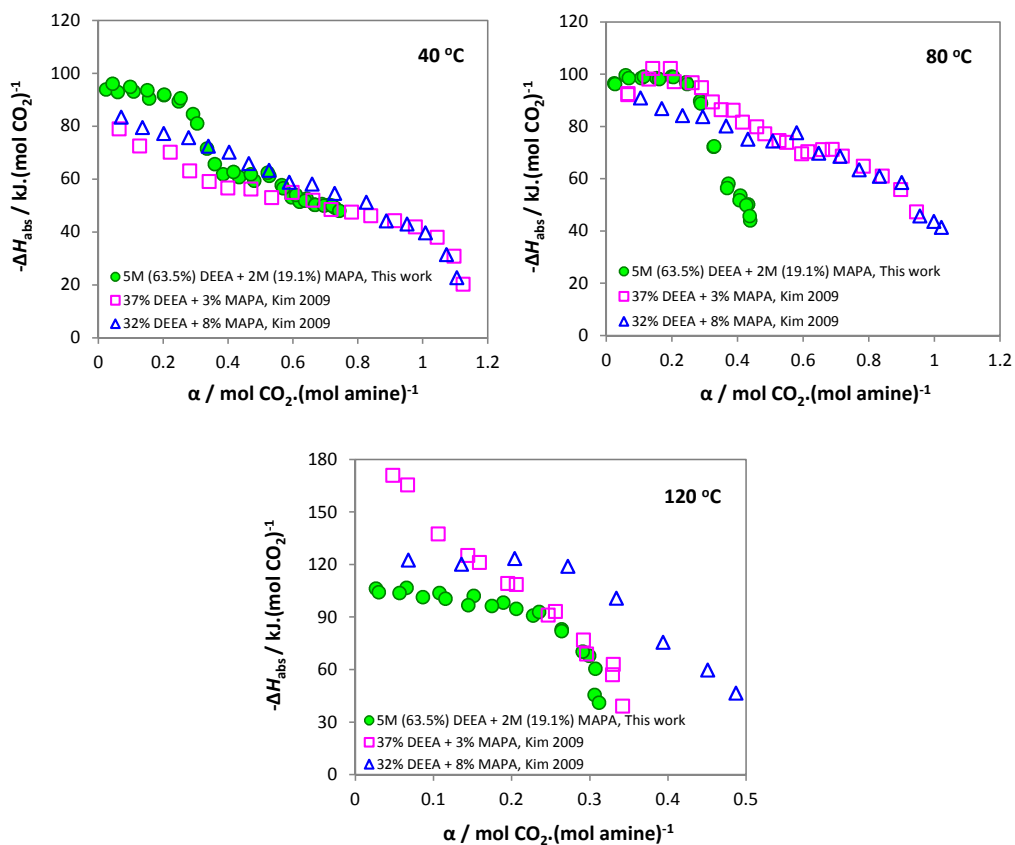 40 °C
-ΔH_abs / kJ.(mol CO₂)⁻¹
120
100
80
60
40
20
0
5M (63.5%) DEEA + 2M (19.1%) MAPA, This work
37% DEEA + 3% MAPA, Kim 2009
32% DEEA + 8% MAPA, Kim 2009
0 0.2 0.4 0.6 0.8 1 1.2
α / mol CO₂.(mol amine)⁻¹
80 °C
-ΔH_abs / kJ.(mol CO₂)⁻¹
120
100
80
60
40
20
0
5M (63.5%) DEEA + 2M (19.1%) MAPA, This work
37% DEEA + 3% MAPA, Kim 2009
32% DEEA + 8% MAPA, Kim 2009
0 0.2 0.4 0.6 0.8 1 1.2
α / mol CO₂.(mol amine)⁻¹
120 °C
-ΔH_abs / kJ.(mol CO₂)⁻¹
180
150
120
90
60
30
0
5M (63.5%) DEEA + 2M (19.1%) MAPA, This work
37% DEEA + 3% MAPA, Kim 2009
32% DEEA + 8% MAPA, Kim 2009
0 0.1 0.2 0.3 0.4 0.5
α / mol CO₂.(mol amine)⁻¹